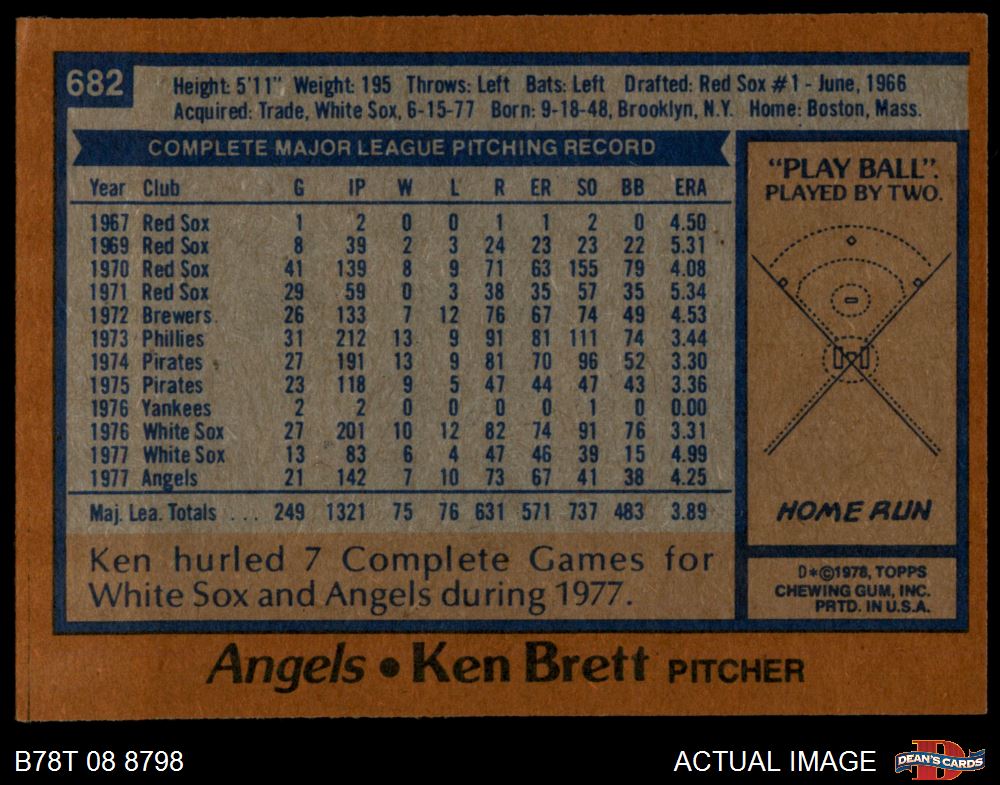 682
Height: 5'11" Weight: 195 Throws: Left Bats: Left Drafted: Red Sox #1 - June, 1966
Acquired: Trade, White Sox, 6-15-77 Born: 9-18-48, Brooklyn, N.Y. Home: Boston, Mass.
COMPLETE MAJOR LEAGUE PITCHING RECORD
Year Club G IP W L R ER SO BB ERA
1967 Red Sox 1 2 0 0 1 1 2 0 4.50
1969 Red Sox 8 39 2 3 24 23 23 22 5.31
1970 Red Sox 41 139 8 9 71 63 155 79 4.08
1971 Red Sox 29 59 0 3 38 35 57 35 5.34
1972 Brewers 26 133 7 12 76 67 74 49 4.53
1973 Phillies 31 212 13 9 91 81 111 74 3.44
1974 Pirates 27 191 13 9 81 70 96 52 3.30
1975 Pirates 23 118 9 5 47 44 47 43 3.36
1976 Yankees 2 2 0 0 0 0 1 0 0.00
1976 White Sox 27 201 10 12 82 74 91 76 3.31
1977 White Sox 13 83 6 4 47 46 39 15 4.99
1977 Angels 21 142 7 10 73 67 41 38 4.25
Maj. Lea. Totals ... 249 1321 75 76 631 571 737 483 3.89
Ken hurled 7 Complete Games for
White Sox and Angels during 1977.
"PLAY BALL".
PLAYED BY TWO.
HOME RUN
D*©1978, TOPPS
CHEWING GUM, INC.
PRTD. IN U.S.A.
Angels • Ken Brett PITCHER
B78T 08 8798
ACTUAL IMAGE
D
DEAN'S CARDS